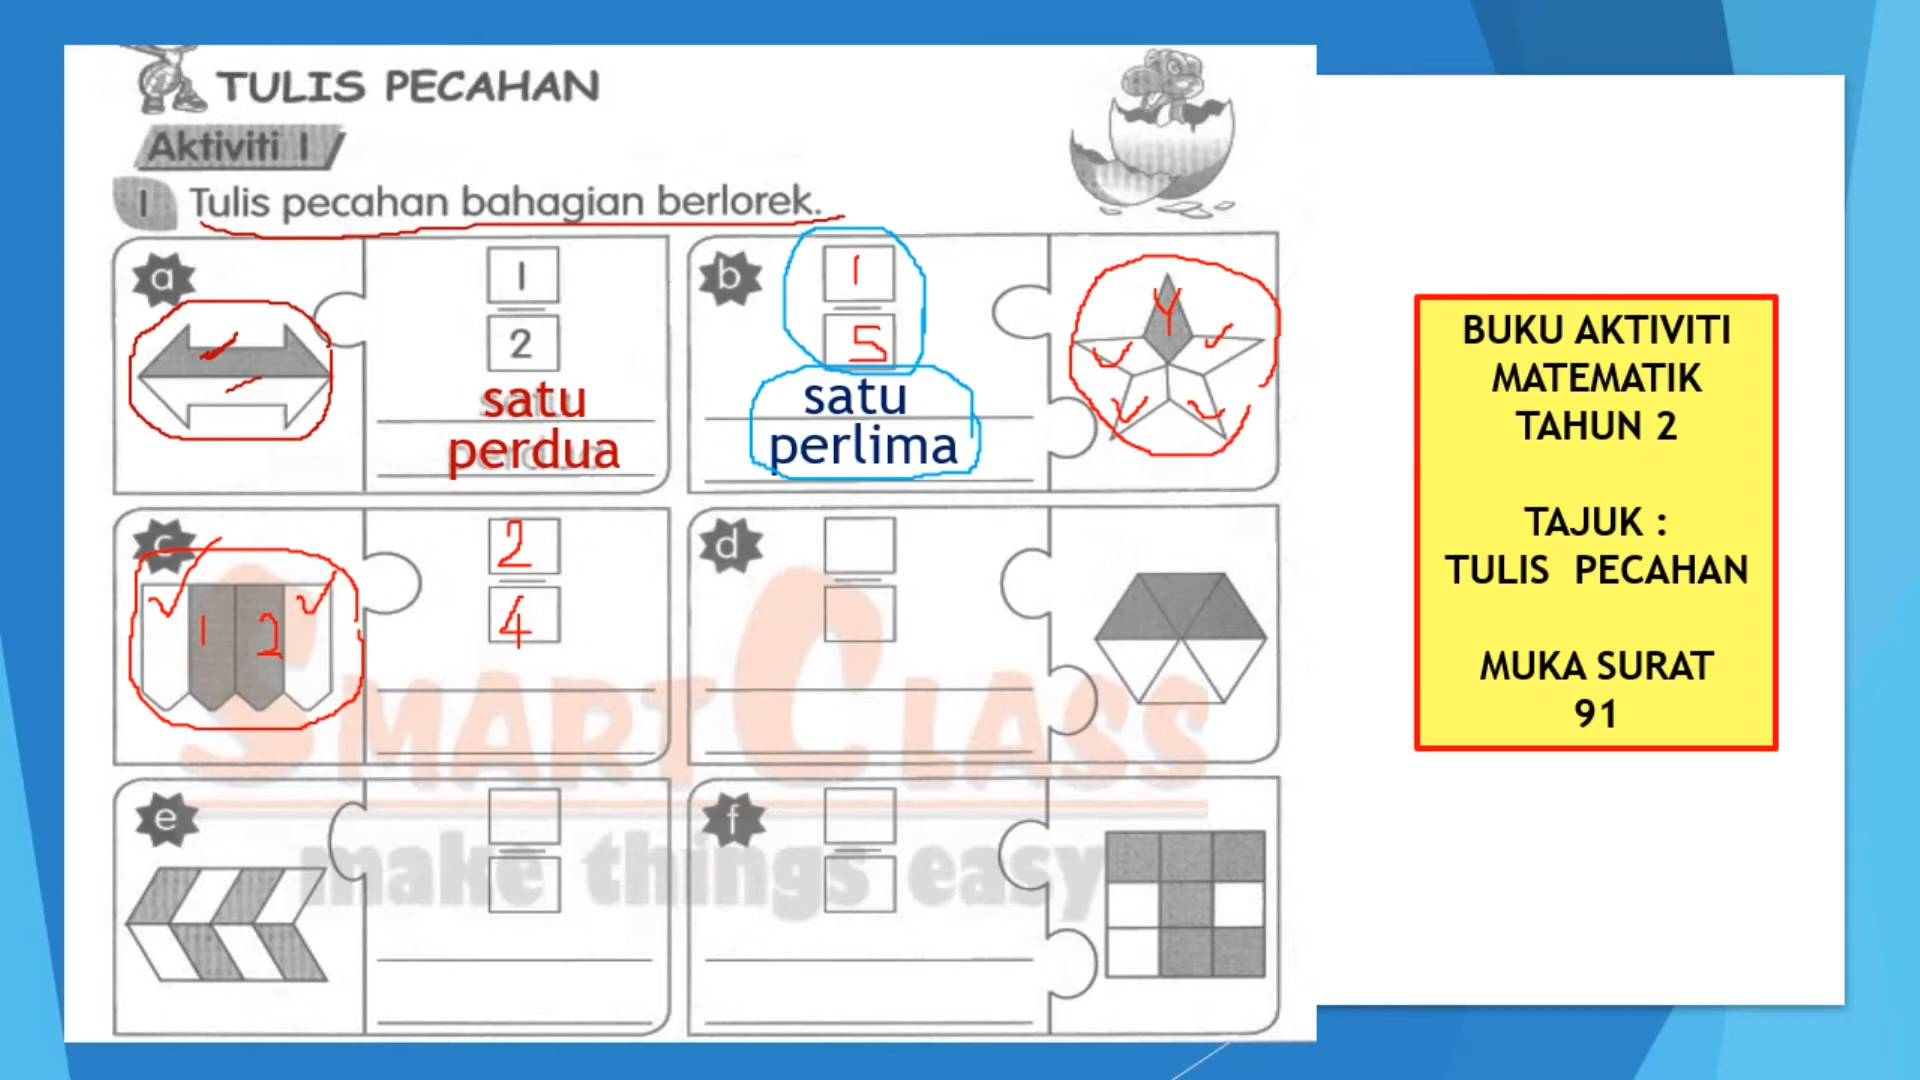 TULIS PECAHAN
Aktiviti 1
1 Tulis pecahan bahagian berlorek.
a
1
2
satu
perdua
b
1
5
satu
perlima
c
1 2
2
4
d
e
f
SMART CLASS
make things easy
BUKU AKTIVITI
MATEMATIK
TAHUN 2
TAJUK :
TULIS PECAHAN
MUKA SURAT
91